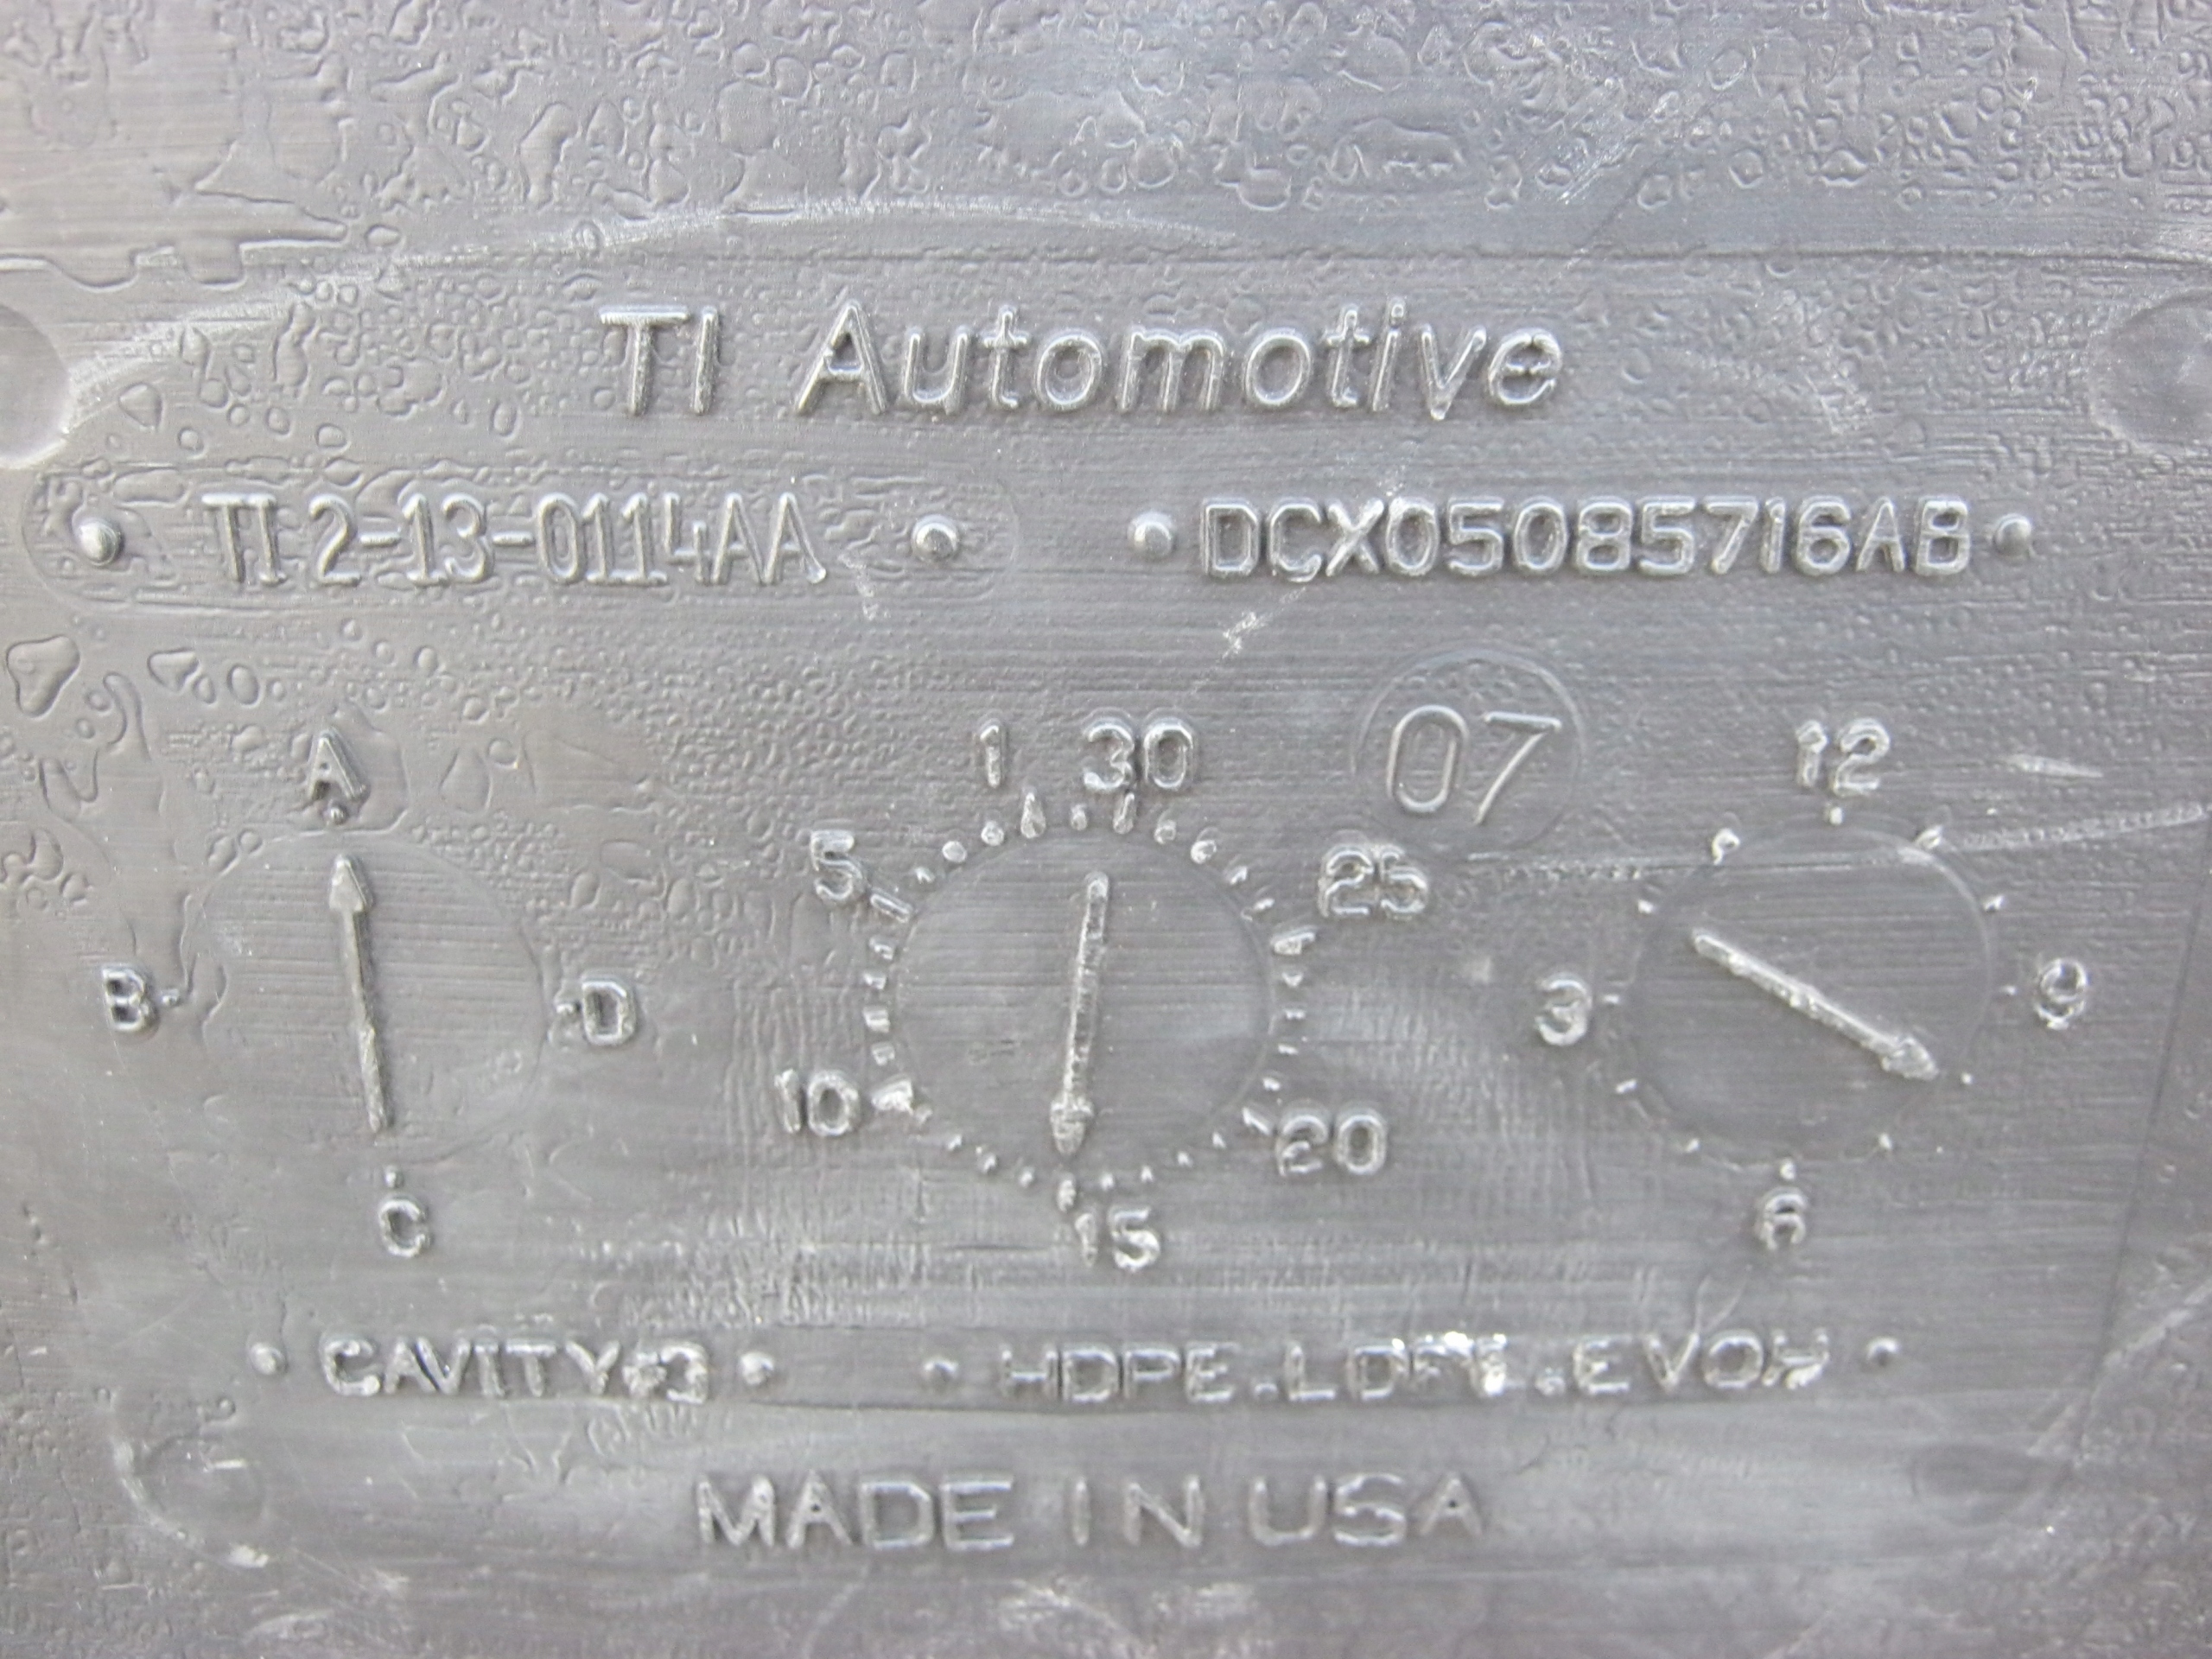 TI Automotive
TI 2-13-0114AA
DCX05085716AB
07
A
B
D
C
1 30
5
25
10
20
15
12
3
9
6
CAVITY#3
HDPE.LDPE.EVOH
MADE IN USA